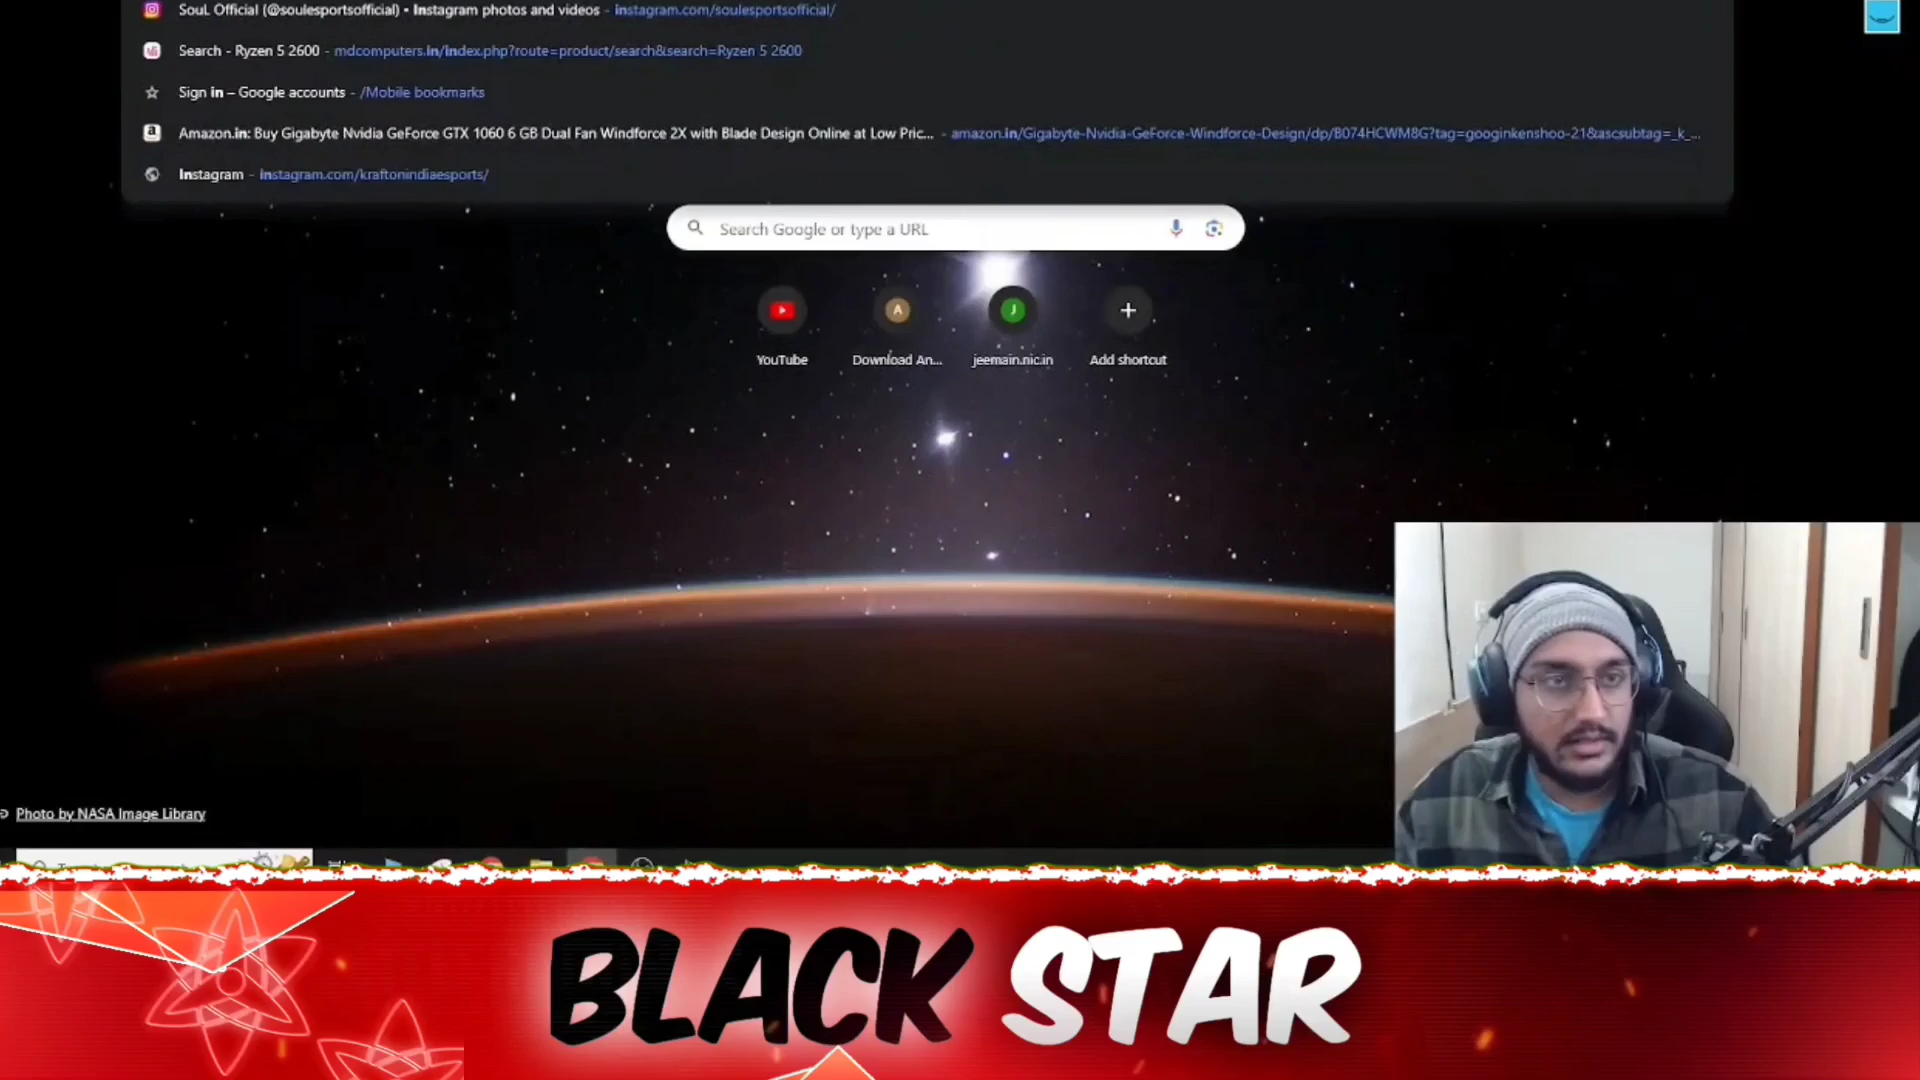 SouL Official (@soulesportsofficial) • Instagram photos and videos - instagram.com/soulesportsofficial/
Search - Ryzen 5 2600 - mdcomputers.in/index.php?route=product/search&search=Ryzen 5 2600
Sign in – Google accounts - /Mobile bookmarks
Amazon.in: Buy Gigabyte Nvidia GeForce GTX 1060 6 GB Dual Fan Windforce 2X with Blade Design Online at Low Pric... - amazon.in/Gigabyte-Nvidia-GeForce-Windforce-Design/dp/B074HCWM8G?tag=googinkenshoo-21&ascsubtag=_k_...
Instagram - instagram.com/kraftonindiaesports/
Search Google or type a URL
A J
YouTube Download An... jeemain.nic.in Add shortcut
Photo by NASA Image Library
BLACK STAR